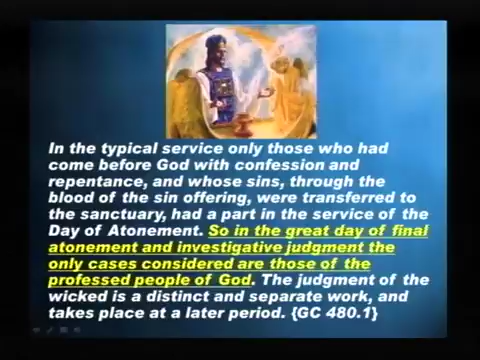 In the typical service only those who had
come before God with confession and
repentance, and whose sins, through the
blood of the sin offering, were transferred to
the sanctuary, had a part in the service of the
Day of Atonement. So in the great day of final
atonement and investigative judgment the
only cases considered are those of the
professed people of God. The judgment of the
wicked is a distinct and separate work, and
takes place at a later period. {GC 480.1}